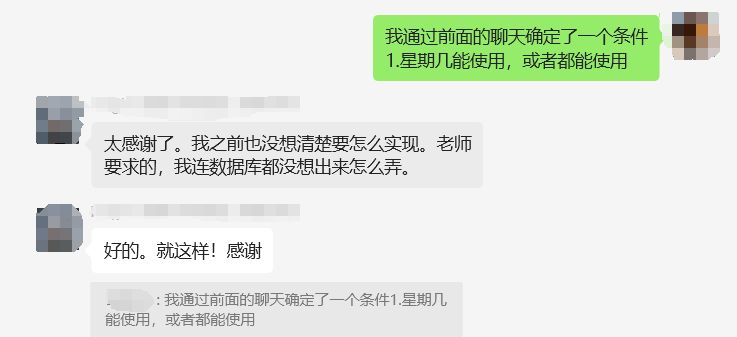 我通过前面的聊天确定了一个条件
1.星期几能使用，或者都能使用
太感谢了。我之前也没想清楚要怎么实现。老师
要求的，我连数据库都没想出来怎么弄。
好的。就这样！感谢
: 我通过前面的聊天确定了一个条件1.星期几
能使用，或者都能使用